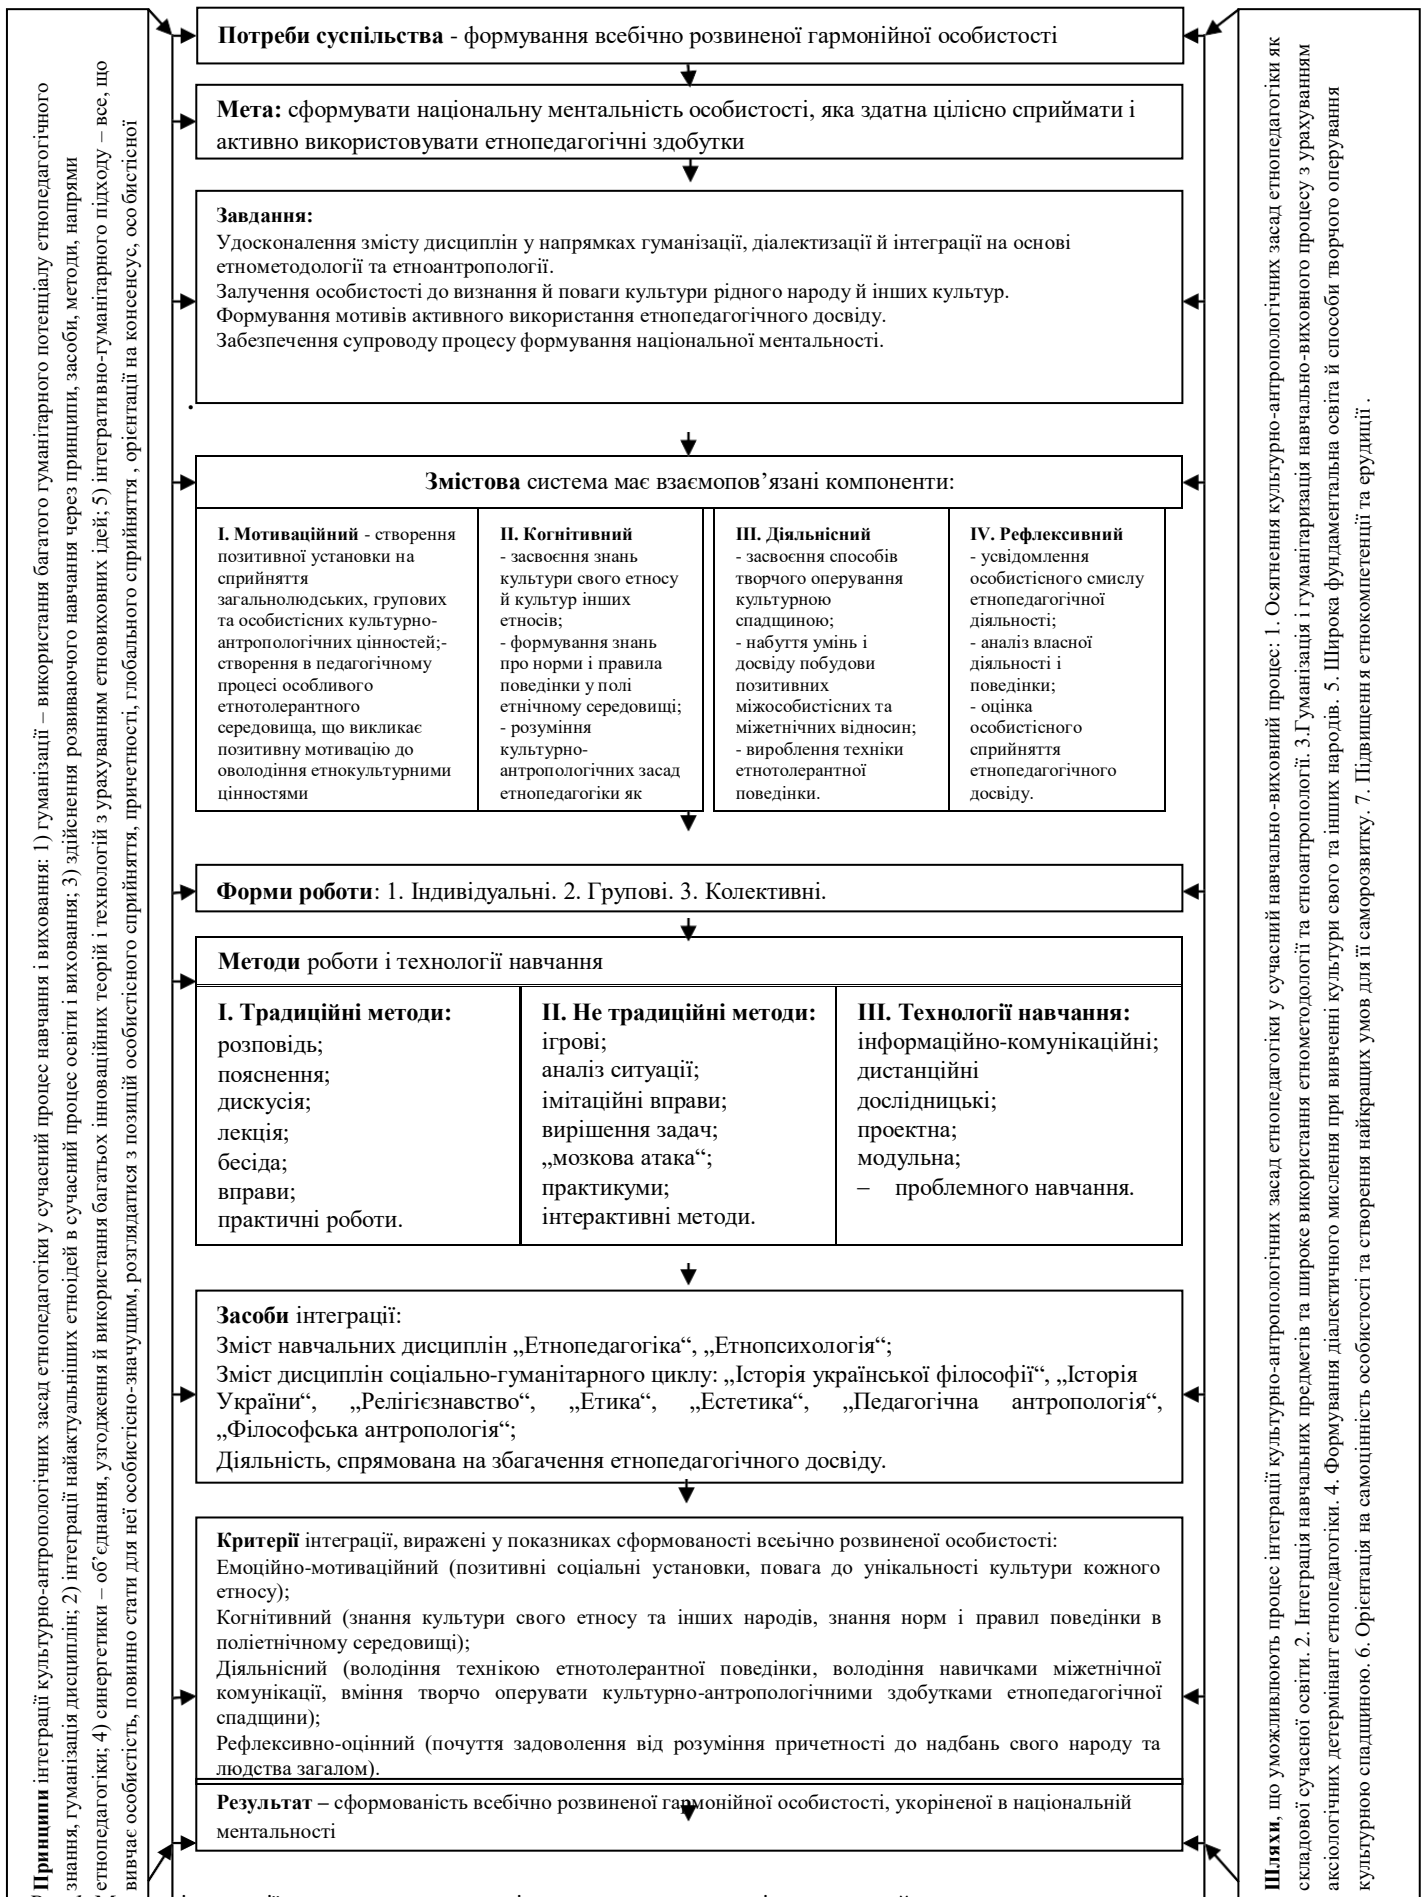 Потреби суспільства - формування всебічно розвиненої гармонійної особистості
Мета: сформувати національну ментальність особистості, яка здатна цілісно сприймати і
активно використовувати етнопедагогічні здобутки
Завдання:
Удосконалення змісту дисциплін у напрямках гуманізації, діалектизації й інтеграції на основі
етнометодології та етноантропології.
Залучення особистості до визнання й поваги культури рідного народу й інших культур.
Формування мотивів активного використання етнопедагогічного досвіду.
Забезпечення супроводу процесу формування національної ментальності.
.
Змістова система має взаємопов’язані компоненти:
І. Мотиваційний - створення
позитивної установки на
сприйняття
загальнолюдських, групових
та особистісних культурно-
антропологічних цінностей;-
створення в педагогічному
процесі особливого
етнотолерантного
середовища, що викликає
позитивну мотивацію до
оволодіння етнокультурними
цінностями
ІІ. Когнітивний
- засвоєння знань
культури свого етносу
й культур інших
етносів;
- формування знань
про норми і правила
поведінки у полі
етнічному середовищі;
- розуміння
культурно-
антропологічних засад
етнопедагогіки як
ІІІ. Діяльнісний
- засвоєння способів
творчого оперування
культурною
спадщиною;
- набуття умінь і
досвіду побудови
позитивних
міжособистісних та
міжетнічних відносин;
- вироблення техніки
етнотолерантної
поведінки.
IV. Рефлексивний
- усвідомлення
особистісного смислу
етнопедагогічної
діяльності;
- аналіз власної
діяльності і
поведінки;
- оцінка
особистісного
сприйняття
етнопедагогічного
досвіду.
Форми роботи: 1. Індивідуальні. 2. Групові. 3. Колективні.
Методи роботи і технології навчання
І. Традиційні методи:
розповідь;
пояснення;
дискусія;
лекція;
бесіда;
вправи;
практичні роботи.
ІІ. Не традиційні методи:
ігрові;
аналіз ситуації;
імітаційні вправи;
вирішення задач;
„мозкова атака“;
практикуми;
інтерактивні методи.
ІІІ. Технології навчання:
інформаційно-комунікаційні;
дистанційні
дослідницькі;
проектна;
модульна;
– проблемного навчання.
Засоби інтеграції:
Зміст навчальних дисциплін „Етнопедагогіка“, „Етнопсихологія“;
Зміст дисциплін соціально-гуманітарного циклу: „Історія української філософії“, „Історія
України“, „Релігієзнавство“, „Етика“, „Естетика“, „Педагогічна антропологія“,
„Філософська антропологія“;
Діяльність, спрямована на збагачення етнопедагогічного досвіду.
Критерії інтеграції, виражені у показниках сформованості всеьічно розвиненої особистості:
Емоційно-мотиваційний (позитивні соціальні установки, повага до унікальності культури кожного
етносу);
Когнітивний (знання культури свого етносу та інших народів, знання норм і правил поведінки в
поліетнічному середовищі);
Діяльнісний (володіння технікою етнотолерантної поведінки, володіння навичками міжетнічної
комунікації, вміння творчо оперувати культурно-антропологічними здобутками етнопедагогічної
спадщини);
Рефлексивно-оцінний (почуття задоволення від розуміння причетності до надбань свого народу та
людства загалом).
Результат – сформованість всебічно розвиненої гармонійної особистості, укоріненої в національній
ментальності
Принципи інтеграції культурно-антропологічних засад етнопедагогіки у сучасний процес навчання і виховання: 1) гуманізації – використання багатого гуманітарного потенціалу етнопедагогічного
знання, гуманізація дисциплін; 2) інтеграції найактуальніших етноідей в сучасний процес освіти і виховання; 3) здійснення розвиваючого навчання через принципи, засоби, методи, напрями
етнопедагогіки; 4) синергетики – об’єднання, узгодження й використання багатьох інноваційних теорій і технологій з урахуванням етновиховних ідей; 5) інтегративно-гуманітарного підходу – все, що
вивчає особистість, повинно стати для неї особистісно-значущим, розглядатися з позицій особистісного сприйняття, причетності, глобального сприйняття , орієнтації на консенсус, особистісної
Шляхи, що уможливлюють процес інтеграції культурно-антропологічних засад етнопедагогіки у сучасний навчально-виховний процес: 1. Осягнення культурно-антропологічних засад етнопедагогіки як
складової сучасної освіти. 2. Інтеграція навчальних предметів та широке використання етнометодології та етноантропології. 3.Гуманізація і гуманітаризація навчально-виховного процесу з урахуванням
аксіологічних детермінант етнопедагогіки. 4. Формування діалектичного мислення при вивченні культури свого та інших народів. 5. Широка фундаментальна освіта й способи творчого оперування
культурною спадщиною. 6. Орієнтація на самоцінність особистості та створення найкращих умов для її саморозвитку. 7. Підвищення етнокомпетенції та ерудиції .